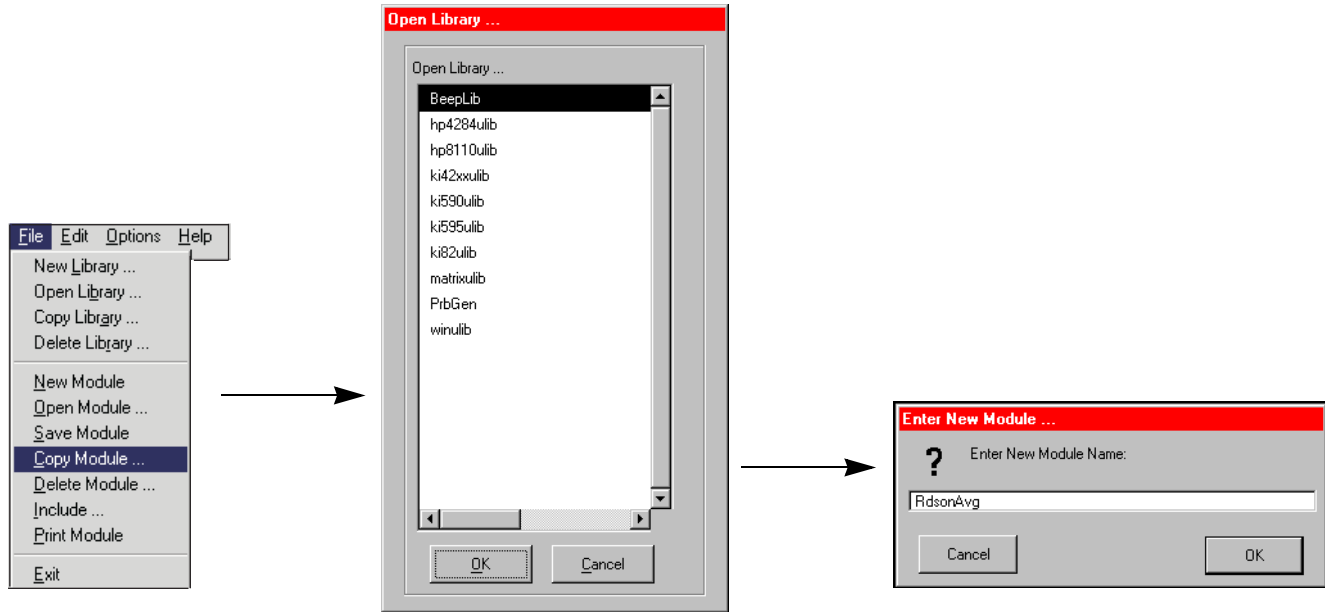 File Edit Options Help
New Library ...
Open Library ...
Copy Library ...
Delete Library ...
New Module
Open Module ...
Save Module
Copy Module ...
Delete Module ...
Include ...
Print Module
Exit
Open Library ...
Open Library ...
BeepLib
hp4284ulib
hp8110ulib
ki42xxulib
ki590ulib
ki595ulib
ki82ulib
matrixulib
PrbGen
winulib
OK Cancel
Enter New Module ...
? Enter New Module Name:
RdsonAvg
Cancel OK